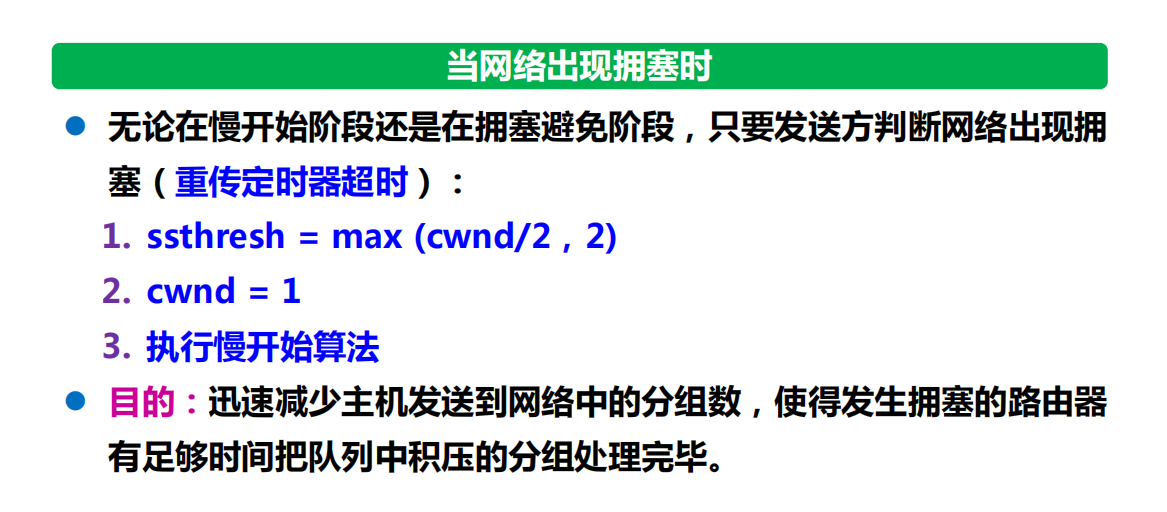 当网络出现拥塞时
● 无论在慢开始阶段还是在拥塞避免阶段，只要发送方判断网络出现拥
塞（重传定时器超时）：
1. ssthresh = max (cwnd/2，2)
2. cwnd = 1
3. 执行慢开始算法
● 目的：迅速减少主机发送到网络中的分组数，使得发生拥塞的路由器
有足够时间把队列中积压的分组处理完毕。